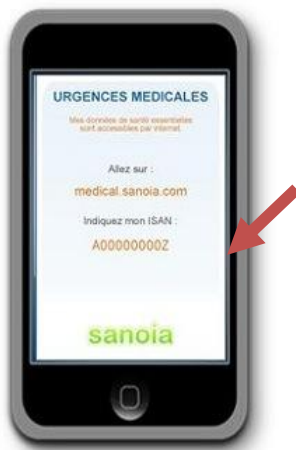 URGENCES MEDICALES
Mes données de santé essentielles
sont accessibles par internet
Allez sur :
medical.sanoia.com
Indiquez mon ISAN :
A00000000Z
sanoia